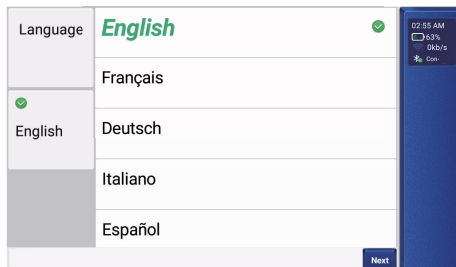 Language
English
English
Français
Deutsch
Italiano
Español
Next
02:55 AM
63%
0kb/s
Con-